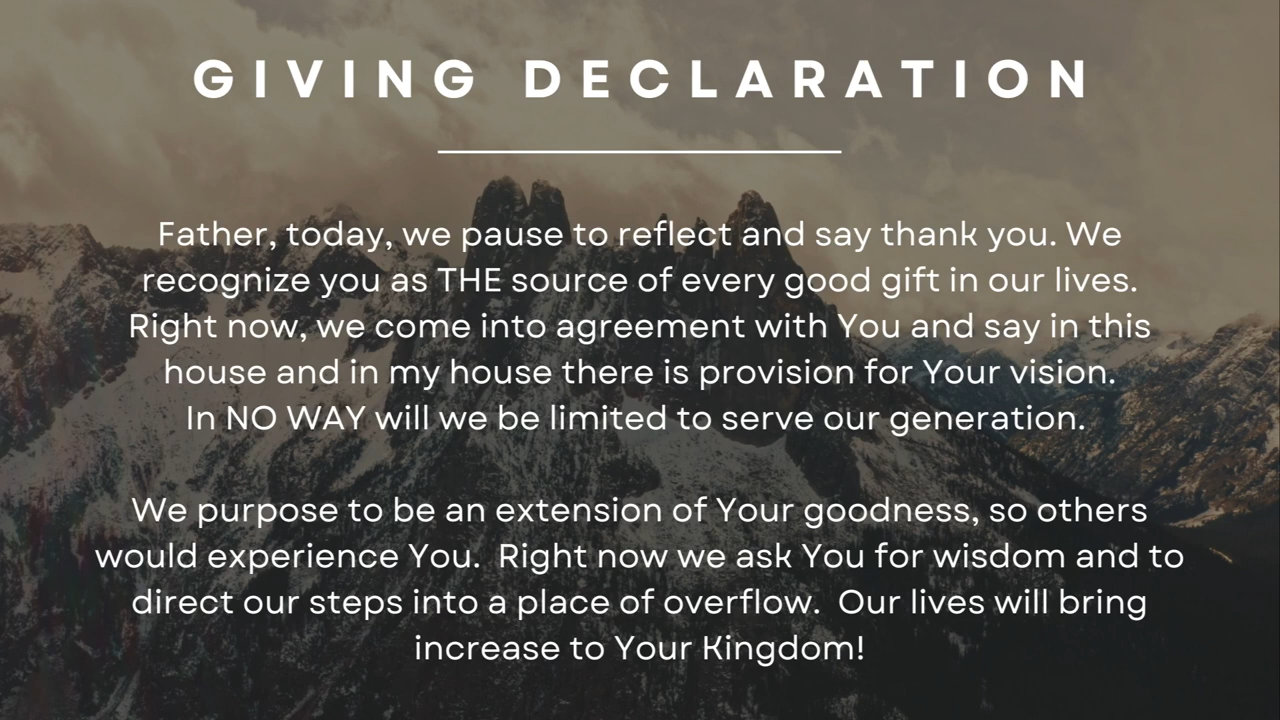 GIVING DECLARATION
Father, today, we pause to reflect and say thank you. We
recognize you as THE source of every good gift in our lives.
Right now, we come into agreement with You and say in this
house and in my house there is provision for Your vision.
In NO WAY will we be limited to serve our generation.
We purpose to be an extension of Your goodness, so others
would experience You.  Right now we ask You for wisdom and to
direct our steps into a place of overflow.  Our lives will bring
increase to Your Kingdom!